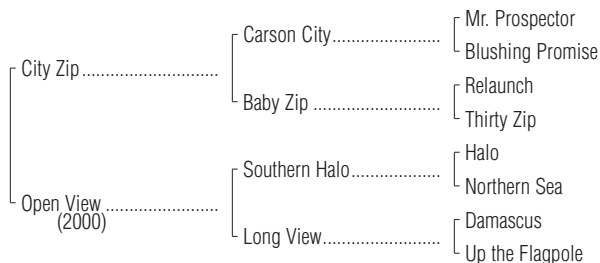 Mr. Prospector
Carson City........................
Blushing Promise
City Zip..............................
Relaunch
Baby Zip ............................
Thirty Zip
Halo
Southern Halo....................
Northern Sea
Open View .........................
(2000)
Damascus
Long View..........................
Up the Flagpole